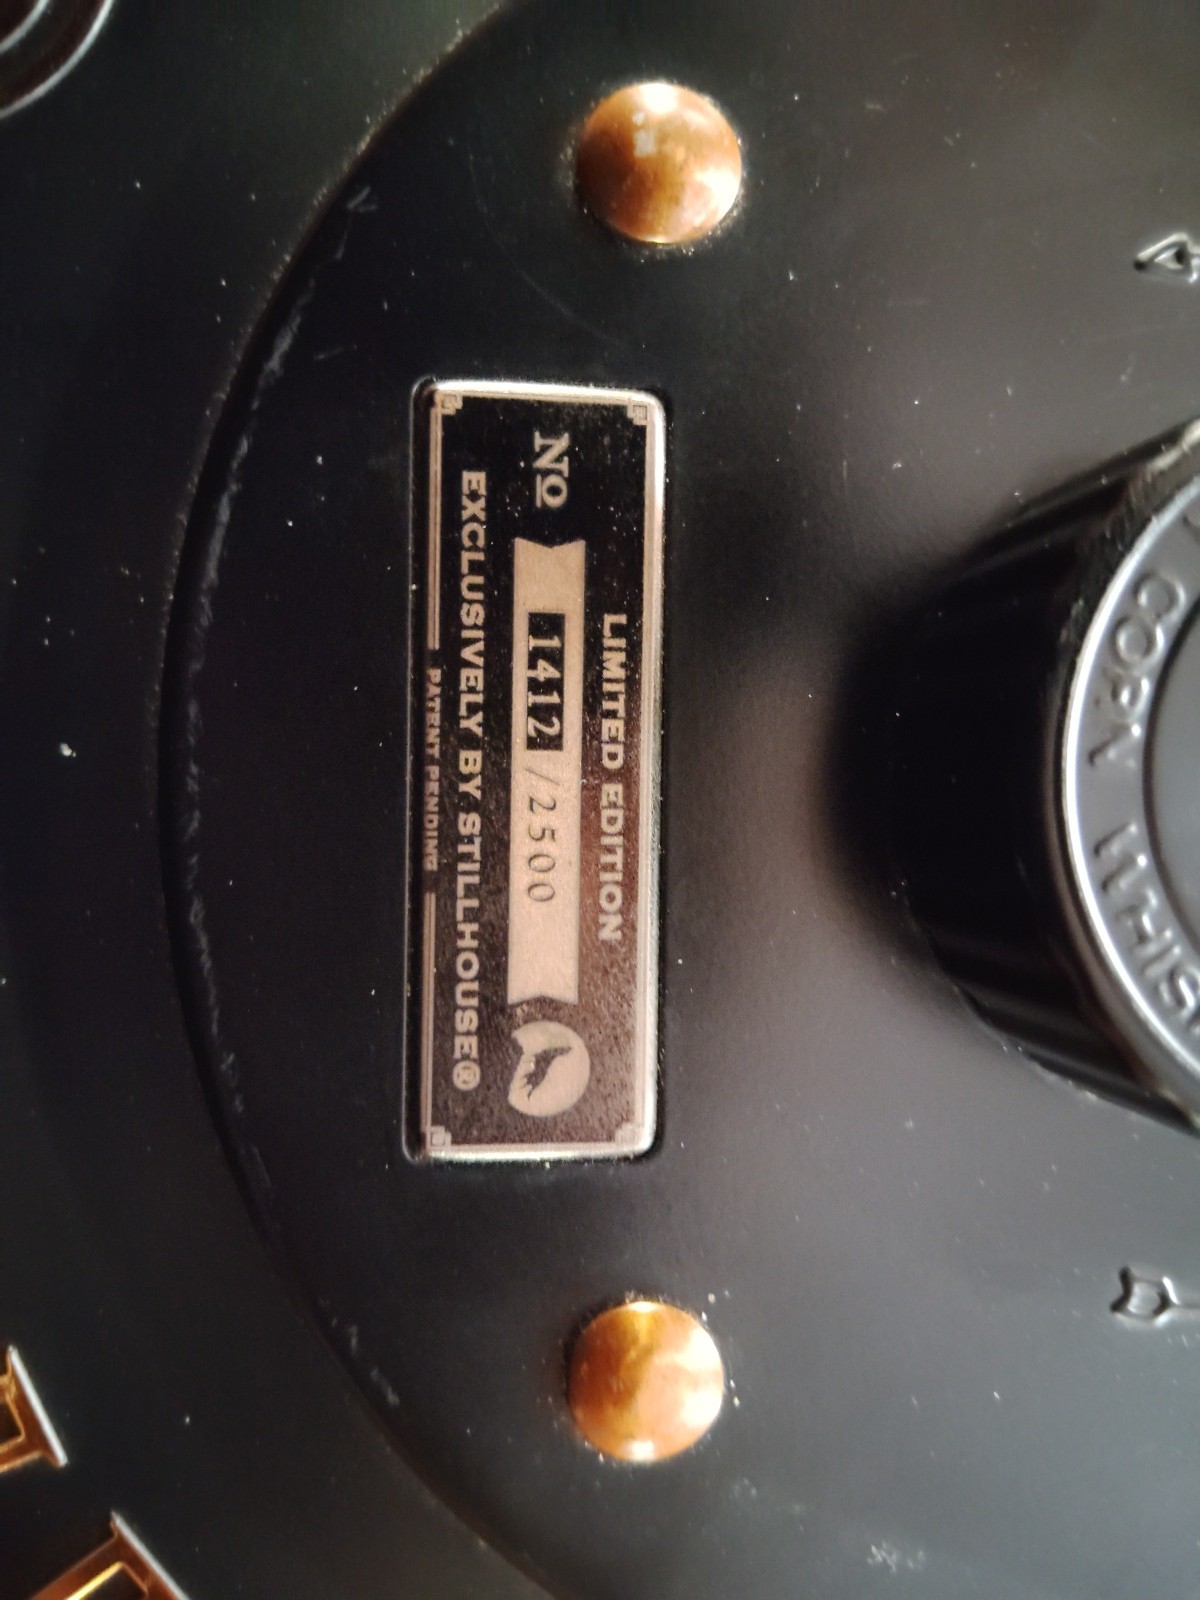 LIMITED EDITION
No 1412 /2500
EXCLUSIVELY BY STILLHOUSE®
PATENT PENDING